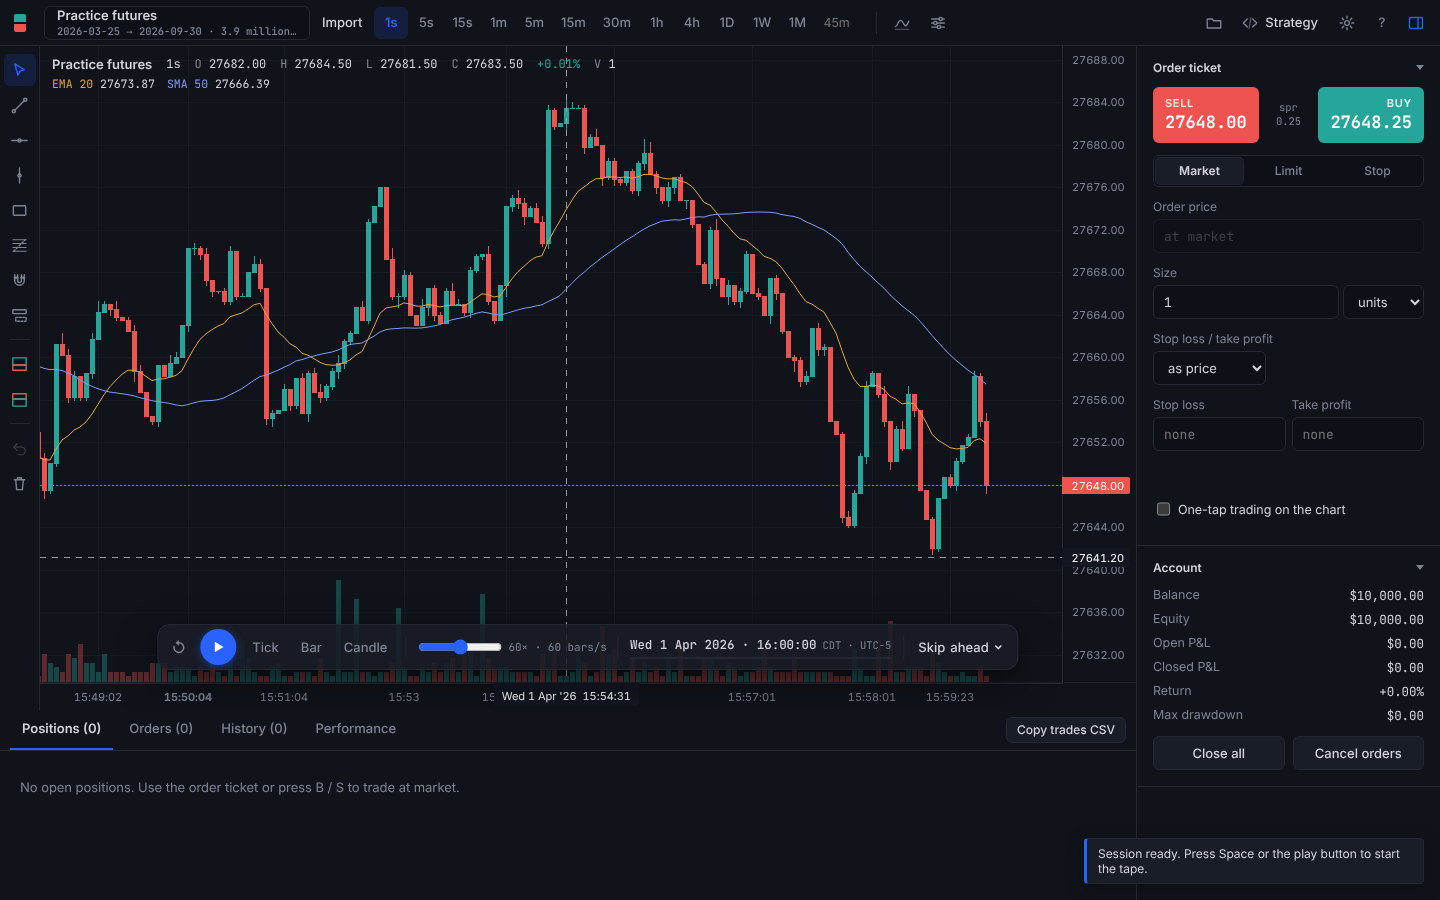 Practice futures
2026-03-25 → 2026-09-30 · 3.9 million…
Import
1s
5s
15s
1m
5m
15m
30m
1h
4h
1D
1W
1M
45m
Strategy
?
Practice futures 1s O 27682.00 H 27684.50 L 27681.50 C 27683.50 +0.01% V 1
EMA 20 27673.87 SMA 50 27666.39
27688.00
27684.00
27680.00
27676.00
27672.00
27668.00
27664.00
27660.00
27656.00
27652.00
27648.00
27644.00
27641.20
27640.00
27636.00
27632.00
Tick
Bar
Candle
60× · 60 bars/s
Wed 1 Apr 2026 · 16:00:00 CDT · UTC-5
Skip ahead
15:49:02
15:50:04
15:51:04
15:53
Wed 1 Apr '26 15:54:31
15:57:01
15:58:01
15:59:23
Positions (0)
Orders (0)
History (0)
Performance
Copy trades CSV
No open positions. Use the order ticket or press B / S to trade at market.
Order ticket
SELL
27648.00
spr
0.25
BUY
27648.25
Market
Limit
Stop
Order price
at market
Size
1
units
Stop loss / take profit
as price
Stop loss
Take profit
none
none
One-tap trading on the chart
Account
Balance $10,000.00
Equity $10,000.00
Open P&L $0.00
Closed P&L $0.00
Return +0.00%
Max drawdown $0.00
Close all
Cancel orders
Session ready. Press Space or the play button to start
the tape.